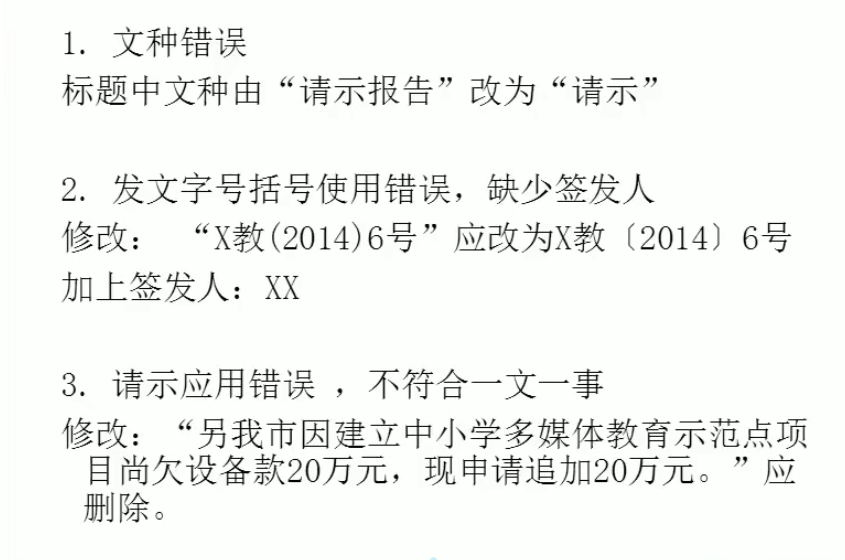 1. 文种错误
标题中文种由“请示报告”改为“请示”
2. 发文字号括号使用错误，缺少签发人
修改： “X教(2014)6号”应改为X教〔2014〕6号
加上签发人：XX
3. 请示应用错误 ，不符合一文一事
修改：“另我市因建立中小学多媒体教育示范点项
目尚欠设备款20万元，现申请追加20万元。”应
删除。